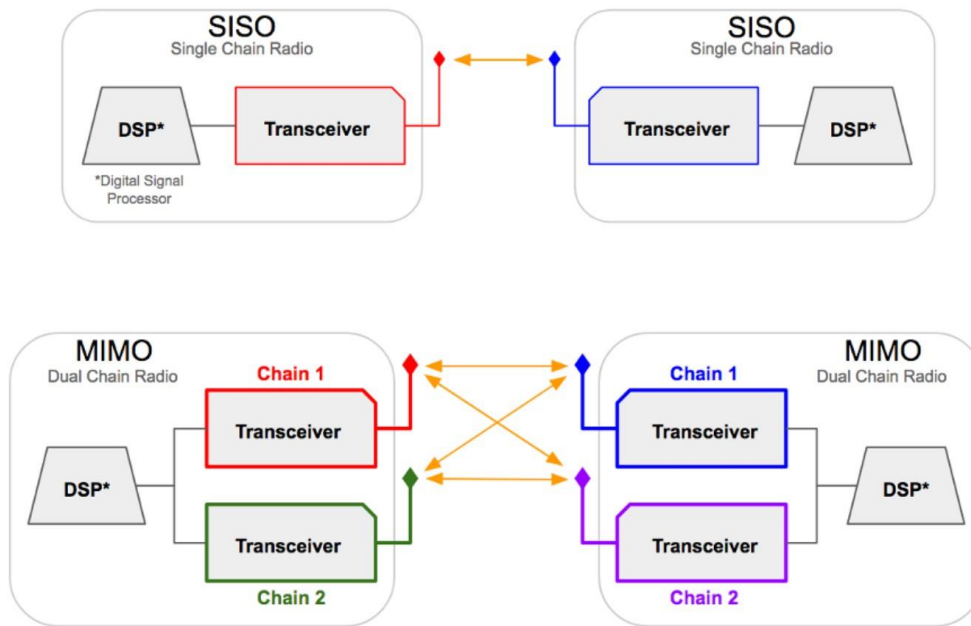 SISO
Single Chain Radio
DSP*
Transceiver
*Digital Signal
Processor
SISO
Single Chain Radio
Transceiver
DSP*
MIMO
Dual Chain Radio
Chain 1
Transceiver
DSP*
Transceiver
Chain 2
MIMO
Dual Chain Radio
Chain 1
Transceiver
DSP*
Transceiver
Chain 2